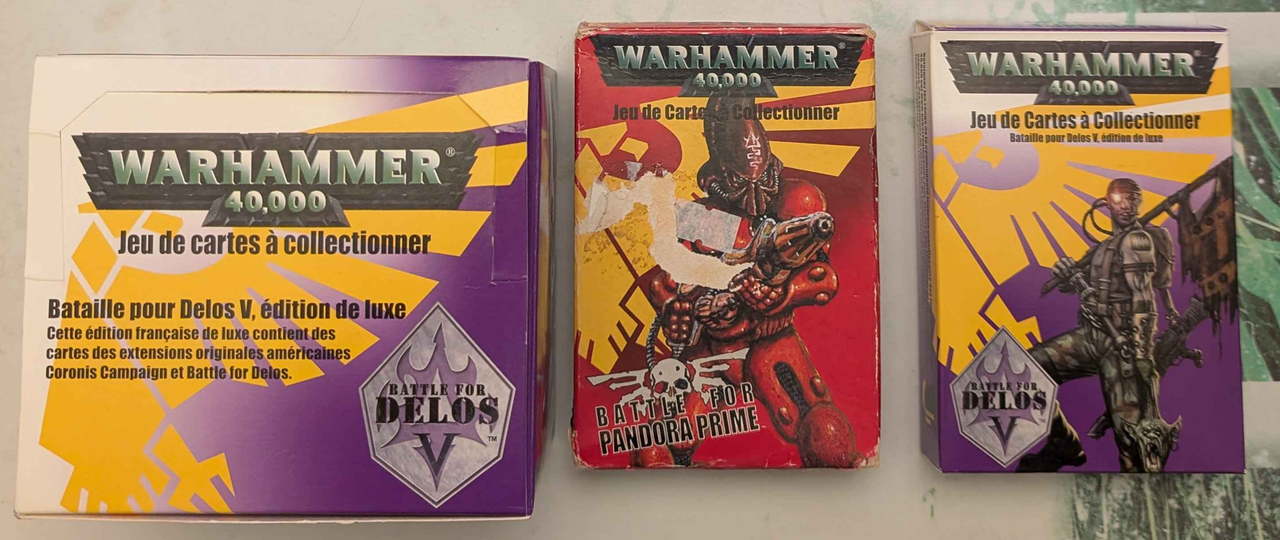 WARHAMMER®
40,000
Jeu de cartes à collectionner
Bataille pour Delos V, édition de luxe
Cette édition française de luxe contient des
cartes des extensions originales américaines
Coronis Campaign et Battle for Delos.
BATTLE FOR
DELOS
V™
WARHAMMER®
40,000
Jeu de Cartes à Collectionner
BATTLE FOR
PANDORA PRIME™
WARHAMMER®
40,000
Jeu de Cartes à Collectionner
Bataille pour Delos V, édition de luxe
BATTLE FOR
DELOS
V